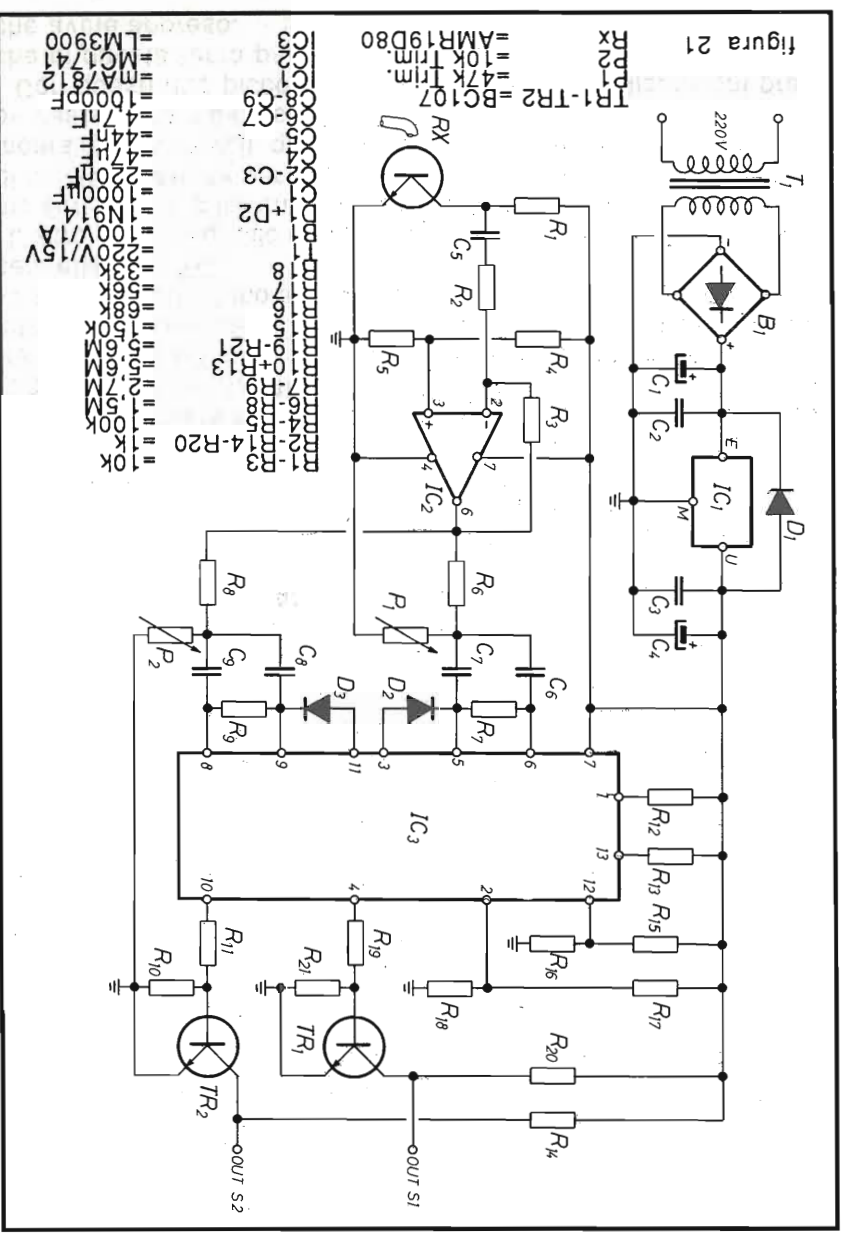 figura 21
220V
T1
B1
-
+
C1
+
C2
E
IC1
M
U
D1
C3
C4
+
RX
R1
C5
R2
R5
R4
R3
3
+
2
-
4
7
IC2
6
R6
R8
P1
P2
C7
C6
C9
C8
R7
R9
D2
D3
8
9
11
3
5
6
7
IC3
1
13
12
2
4
10
R12
R13
R15
R16
R17
R18
R19
R21
R11
R10
TR1
TR2
R20
R14
OUT S1
OUT S2
R1-R3 =10k
R2-R14-R20 =1k
R4-R5 =100k
R6-R8 =1,5M
R7-R9 =2,7M
R10+R13 =5,6M
R19-R21 =5,6M
R15 =150k
R16 =68k
R17 =56k
R18 =33k
T1 =220V/15V
B1 =100V/1A
D1+D2 =1N914
C1 =1000µF
C2-C3 =220nF
C4 =47µF
C5 =44nF
C6-C7 =4,7nF
C8-C9 =1000pF
IC1 =mA7812
IC2 =MC1741
IC3 =LM3900
TR1-TR2 =BC107
P1 =47k Trim.
P2 =10k Trim.
Rx =AMR19D80